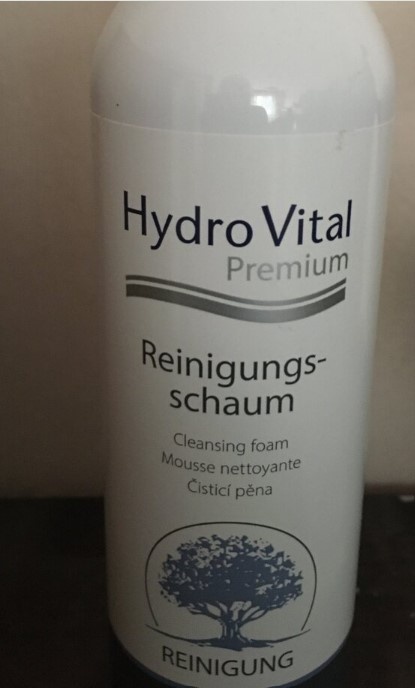 Hydro Vital
Premium
Reinigungs-
schaum
Cleansing foam
Mousse nettoyante
Čisticí pěna
REINIGUNG